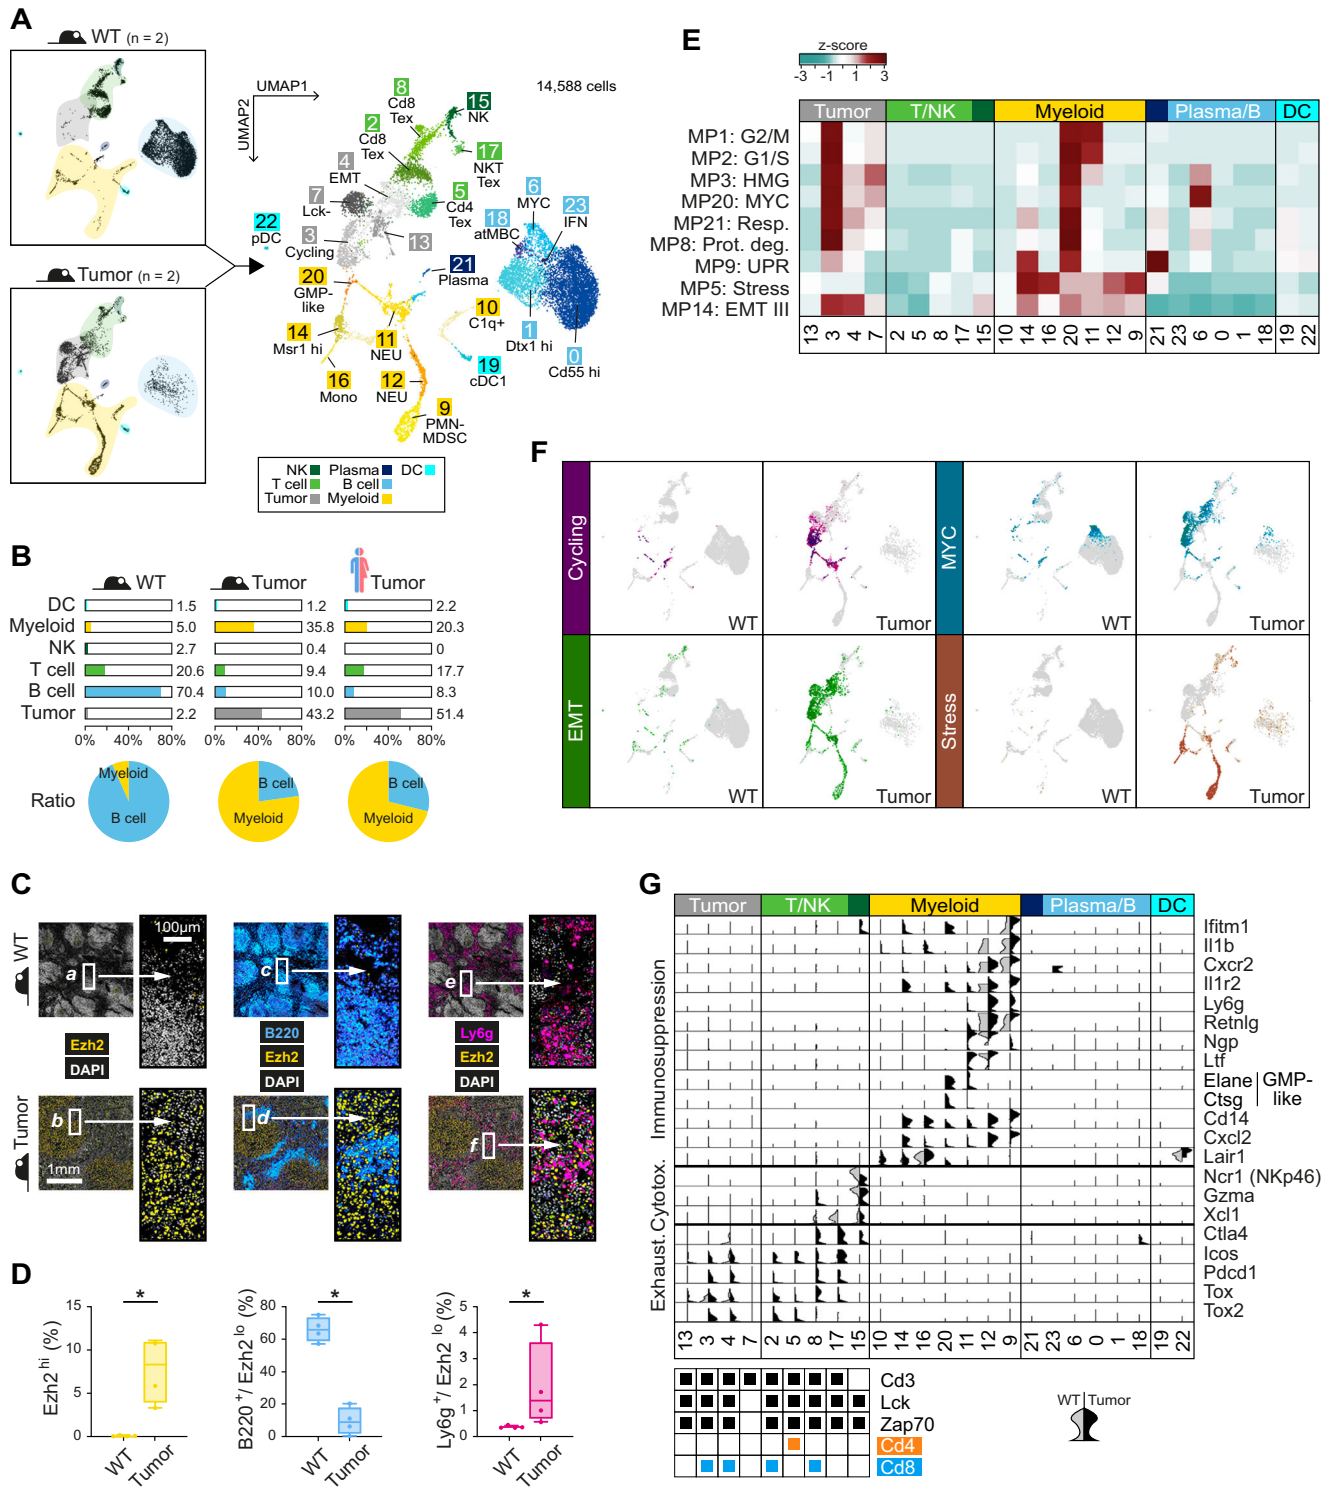 A
WT (n = 2)
Tumor (n = 2)
UMAP1
UMAP2
14,588 cells
8
Cd8
Tex
15
NK
2
Cd8
Tex
17
NKT
Tex
4
EMT
7
Lck-
5
Cd4
Tex
6
MYC
23
IFN
18
atMBC
22
pDC
3
Cycling
13
21
Plasma
20
GMP-
like
10
C1q+
14
Msr1 hi
11
NEU
1
Dtx1 hi
0
Cd55 hi
19
cDC1
16
Mono
12
NEU
9
PMN-
MDSC
NK Plasma DC
T cell B cell
Tumor Myeloid
B
WT Tumor Tumor
DC 1.5 1.2 2.2
Myeloid 5.0 35.8 20.3
NK 2.7 0.4 0
T cell 20.6 9.4 17.7
B cell 70.4 10.0 8.3
Tumor 2.2 43.2 51.4
0% 40% 80% 0% 40% 80% 0% 40% 80%
Ratio
Myeloid
B cell
B cell
Myeloid
B cell
Myeloid
C
WT
100µm
a
c
e
Ezh2
DAPI
B220
Ezh2
DAPI
Ly6g
Ezh2
DAPI
Tumor
b
d
f
1mm
D
Ezh2 hi (%)
15
10
5
0
*
WT
Tumor
B220 +/ Ezh2 lo (%)
80
60
40
20
0
*
WT
Tumor
Ly6g +/ Ezh2 lo (%)
5
4
3
2
1
0
*
WT
Tumor
E
z-score
-3 -1 1 3
Tumor T/NK Myeloid Plasma/B DC
MP1: G2/M
MP2: G1/S
MP3: HMG
MP20: MYC
MP21: Resp.
MP8: Prot. deg.
MP9: UPR
MP5: Stress
MP14: EMT III
13 3 4 7 2 5 8 17 15 10 14 16 20 11 12 9 21 23 6 0 1 18 19 22
F
Cycling
WT
Tumor
MYC
WT
Tumor
EMT
WT
Tumor
Stress
WT
Tumor
G
Tumor T/NK Myeloid Plasma/B DC
Immunosuppression
Ifitm1
Il1b
Cxcr2
Il1r2
Ly6g
Retnlg
Ngp
Ltf
Elane
Ctsg
GMP-
like
Cd14
Cxcl2
Lair1
Cytotox.
Ncr1 (NKp46)
Gzma
Xcl1
Exhaust.
Ctla4
Icos
Pdcd1
Tox
Tox2
13 3 4 7 2 5 8 17 15 10 14 16 20 11 12 9 21 23 6 0 1 18 19 22
Cd3
Lck
Zap70
Cd4
Cd8
WT Tumor